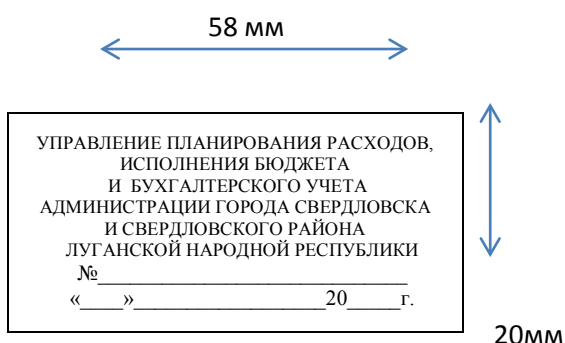 58 мм
УПРАВЛЕНИЕ ПЛАНИРОВАНИЯ РАСХОДОВ,
ИСПОЛНЕНИЯ БЮДЖЕТА
И БУХГАЛТЕРСКОГО УЧЕТА
АДМИНИСТРАЦИИ ГОРОДА СВЕРДЛОВСКА
И СВЕРДЛОВСКОГО РАЙОНА
ЛУГАНСКОЙ НАРОДНОЙ РЕСПУБЛИКИ
№_____________________________
«____»__________________20_____г.
20мм